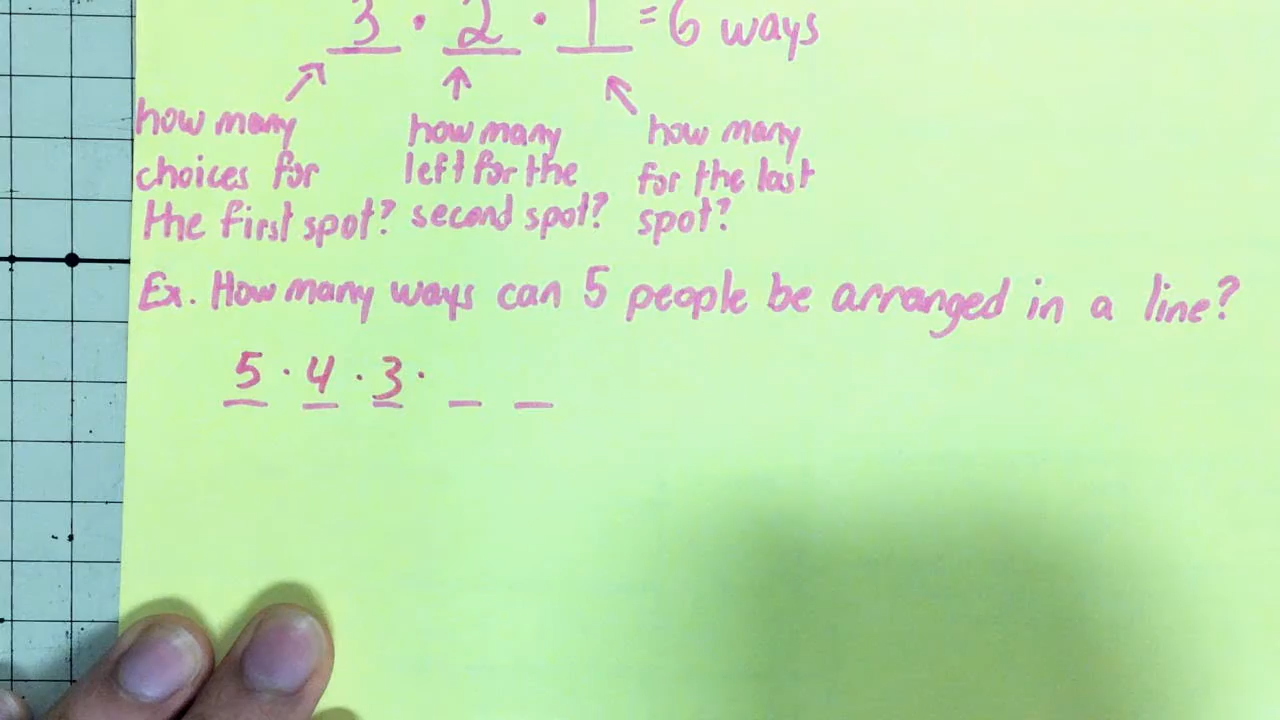 3 · 2 · 1 = 6 ways
how many how many how many
choices for left for the for the last
the first spot? second spot? spot?
Ex. How many ways can 5 people be arranged in a line?
5 · 4 · 3 · _ _